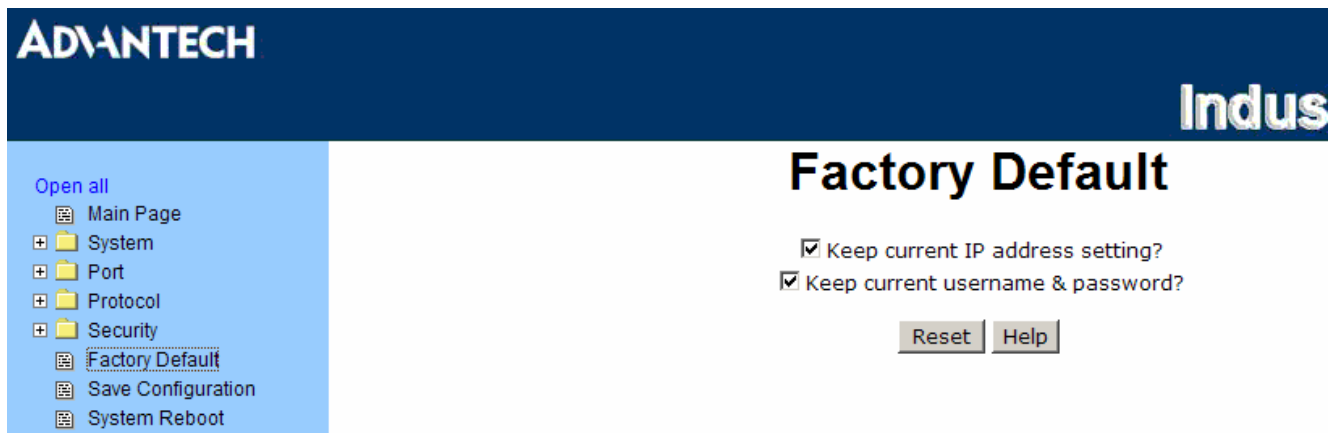 ADVANTECH
Indus
Open all
Main Page
System
Port
Protocol
Security
Factory Default
Save Configuration
System Reboot
Factory Default
Keep current IP address setting?
Keep current username & password?
Reset Help